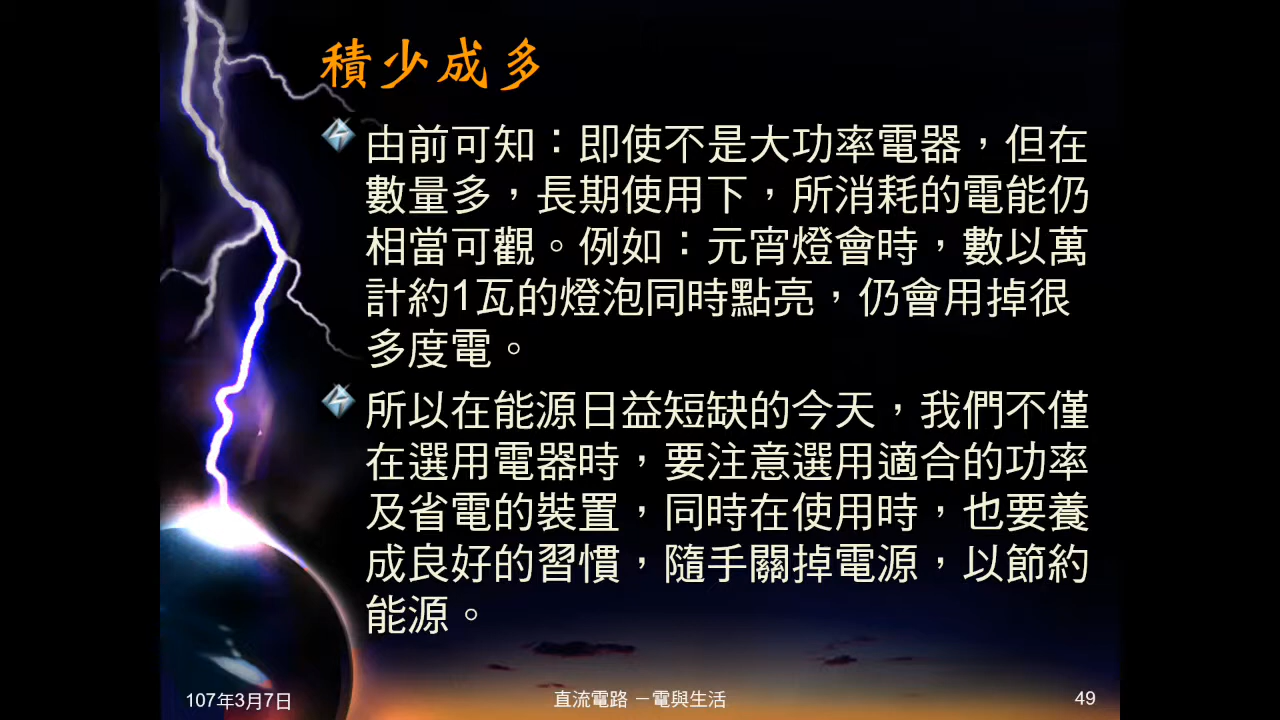 積少成多
由前可知：即使不是大功率電器，但在
數量多，長期使用下，所消耗的電能仍
相當可觀。例如：元宵燈會時，數以萬
計約1瓦的燈泡同時點亮，仍會用掉很
多度電。
所以在能源日益短缺的今天，我們不僅
在選用電器時，要注意選用適合的功率
及省電的裝置，同時在使用時，也要養
成良好的習慣，隨手關掉電源，以節約
能源。
107年3月7日
直流電路 －電與生活
49